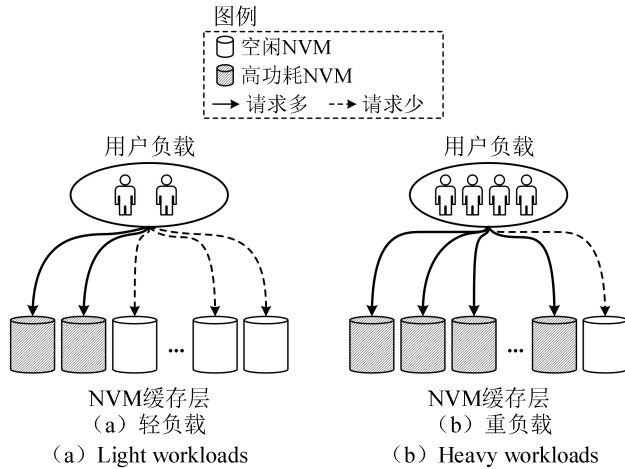 图例
空闲NVM
高功耗NVM
请求多 请求少
用户负载 用户负载
... ...
NVM缓存层 NVM缓存层
（a）轻负载 （b）重负载
（a）Light workloads （b）Heavy workloads